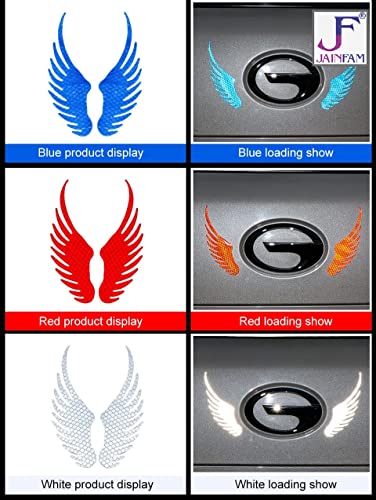 JF
JAINFAM
Blue product display
Blue loading show
Red product display
Red loading show
White product display
White loading show